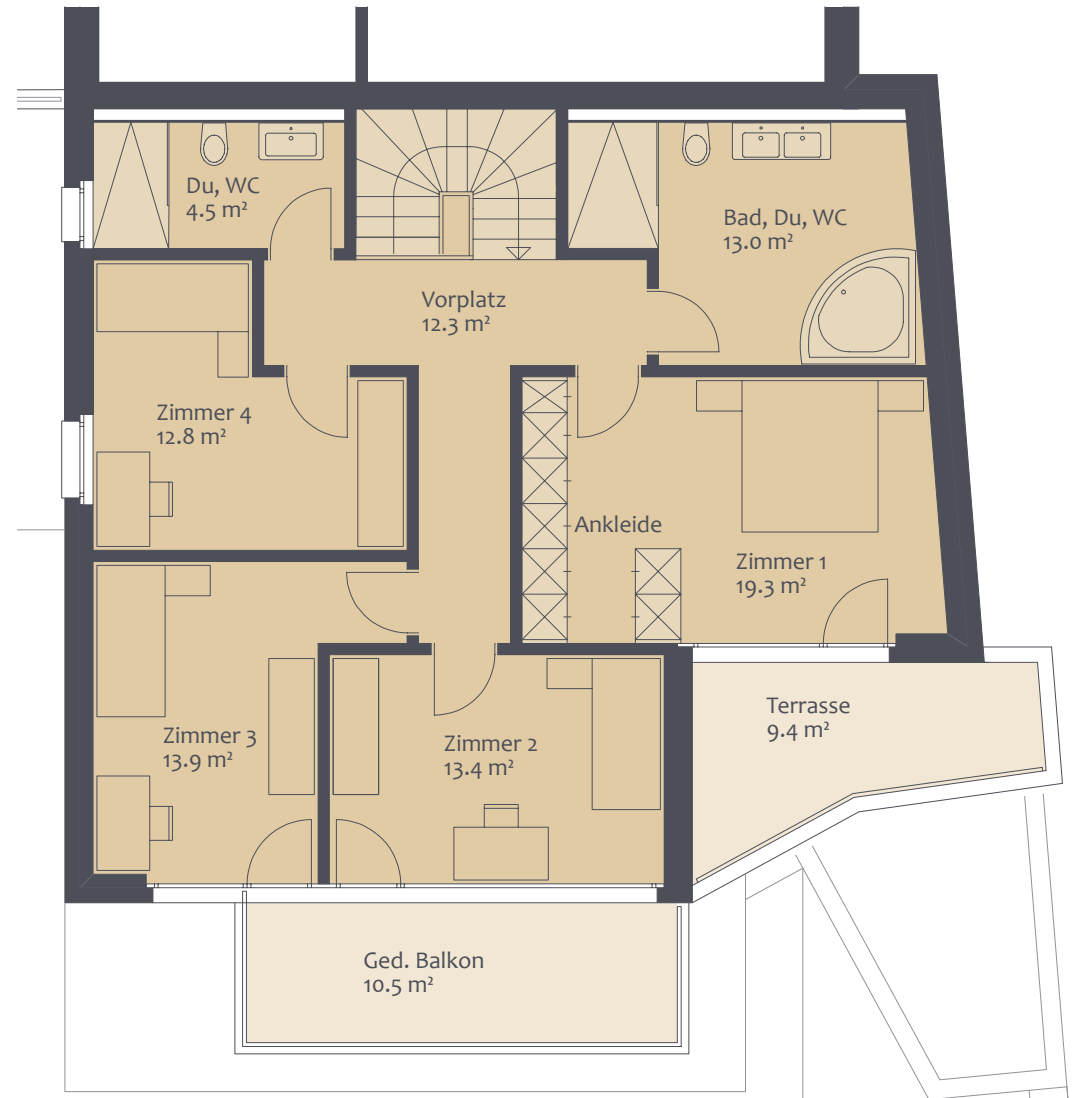 Du, WC
4.5 m²
Bad, Du, WC
13.0 m²
Vorplatz
12.3 m²
Zimmer 4
12.8 m²
Ankleide
Zimmer 1
19.3 m²
Terrasse
9.4 m²
Zimmer 3
13.9 m²
Zimmer 2
13.4 m²
Ged. Balkon
10.5 m²